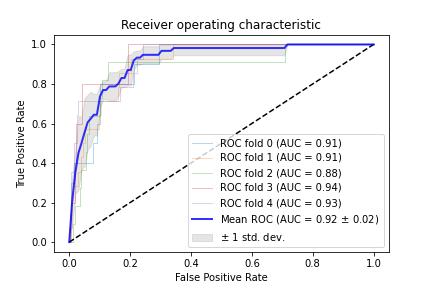 Receiver operating characteristic
True Positive Rate
1.0
0.8
0.6
0.4
0.2
0.0
ROC fold 0 (AUC = 0.91)
ROC fold 1 (AUC = 0.91)
ROC fold 2 (AUC = 0.88)
ROC fold 3 (AUC = 0.94)
ROC fold 4 (AUC = 0.93)
Mean ROC (AUC = 0.92 ± 0.02)
± 1 std. dev.
0.0 0.2 0.4 0.6 0.8 1.0
False Positive Rate